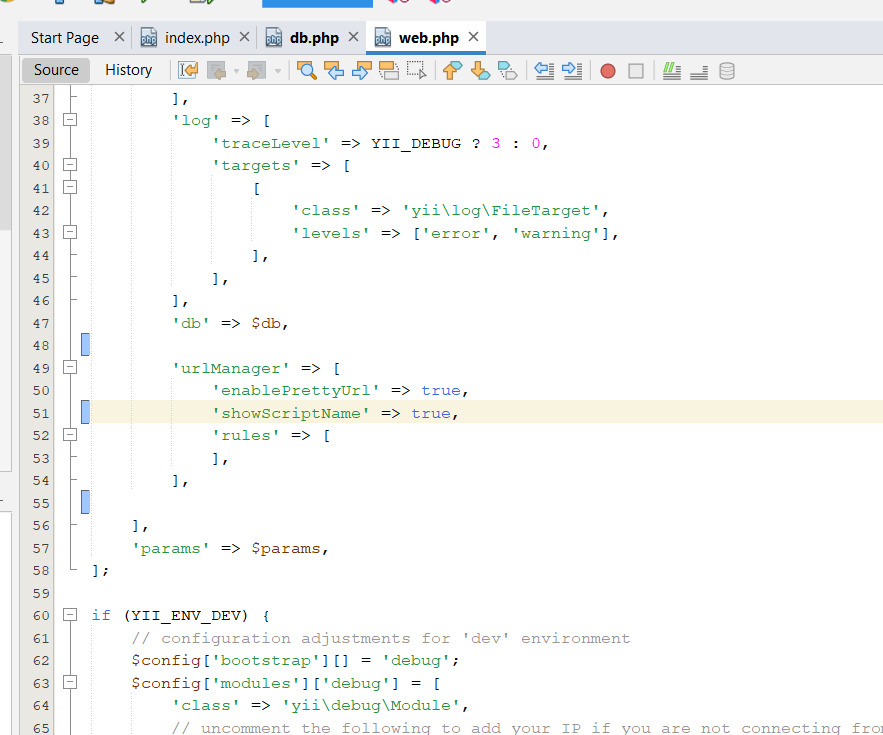 Start Page index.php db.php web.php
Source History
37 ],
38 'log' => [
39 'traceLevel' => YII_DEBUG ? 3 : 0,
40 'targets' => [
41 [
42 'class' => 'yii\log\FileTarget',
43 'levels' => ['error', 'warning'],
44 ],
45 ],
46 ],
47 'db' => $db,
48
49 'urlManager' => [
50 'enablePrettyUrl' => true,
51 'showScriptName' => true,
52 'rules' => [
53 ],
54 ],
55
56 ],
57 'params' => $params,
58 ];
59
60 if (YII_ENV_DEV) {
61 // configuration adjustments for 'dev' environment
62 $config['bootstrap'][] = 'debug';
63 $config['modules']['debug'] = [
64 'class' => 'yii\debug\Module',
65 // uncomment the following to add your IP if you are not connecting from